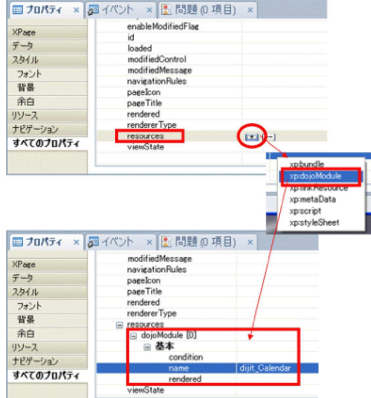 プロパティ × イベント × 問題 (0 項目) ×
XPage
データ
スタイル
フォント
背景
余白
リソース
ナビゲーション
すべてのプロパティ
enableModifiedFlag
id
loaded
modifiedControl
modifiedMessage
navigationRules
pageIcon
pageTitle
rendered
rendererType
resources
viewState
xp:bundle
xp:dojoModule
xp:linkResource
xp:metaData
xp:script
xp:styleSheet
プロパティ × イベント × 問題 (0 項目) ×
XPage
データ
スタイル
フォント
背景
余白
リソース
ナビゲーション
すべてのプロパティ
modifiedMessage
navigationRules
pageIcon
pageTitle
rendered
rendererType
resources
dojoModule [0]
基本
condition
name dijit_Calendar
rendered
viewState